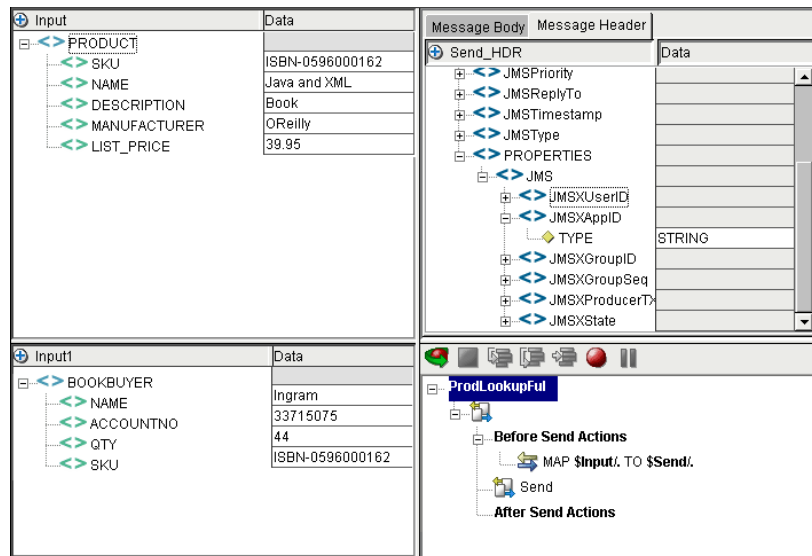 Input Data
PRODUCT
SKU ISBN-0596000162
NAME Java and XML
DESCRIPTION Book
MANUFACTURER OReilly
LIST_PRICE 39.95
Message Body Message Header
Send_HDR Data
JMSPriority
JMSReplyTo
JMSTimestamp
JMSType
PROPERTIES
JMS
JMSXUserID
JMSXAppID
TYPE STRING
JMSXGroupID
JMSXGroupSeq
JMSXProducerTX
JMSXState
Input1 Data
BOOKBUYER
NAME Ingram
ACCOUNTNO 33715075
QTY 44
SKU ISBN-0596000162
ProdLookupFul
Before Send Actions
MAP $Input/. TO $Send/.
Send
After Send Actions